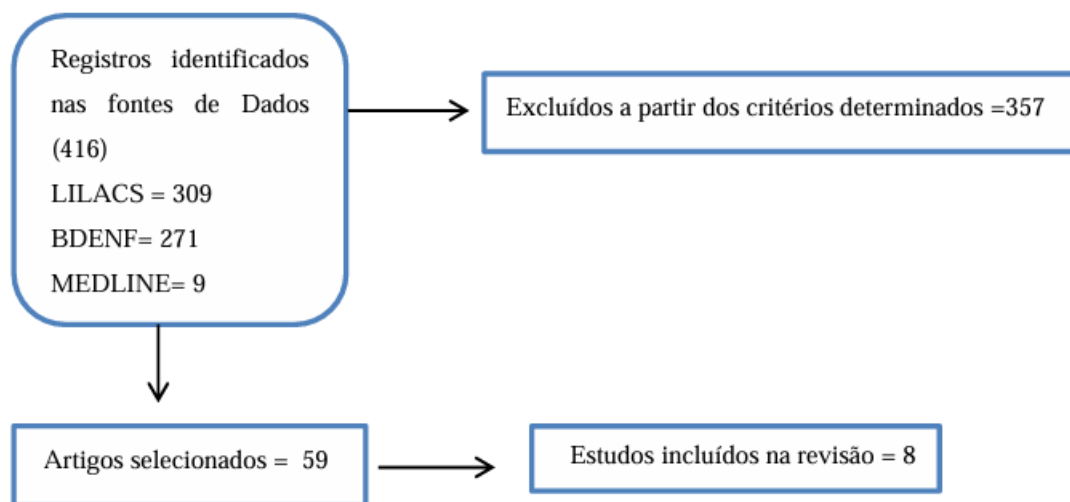 Registros identificados
nas fontes de Dados
(416)
LILACS = 309
BDENF= 271
MEDLINE= 9
Excluídos a partir dos critérios determinados =357
Artigos selecionados = 59
Estudos incluídos na revisão = 8